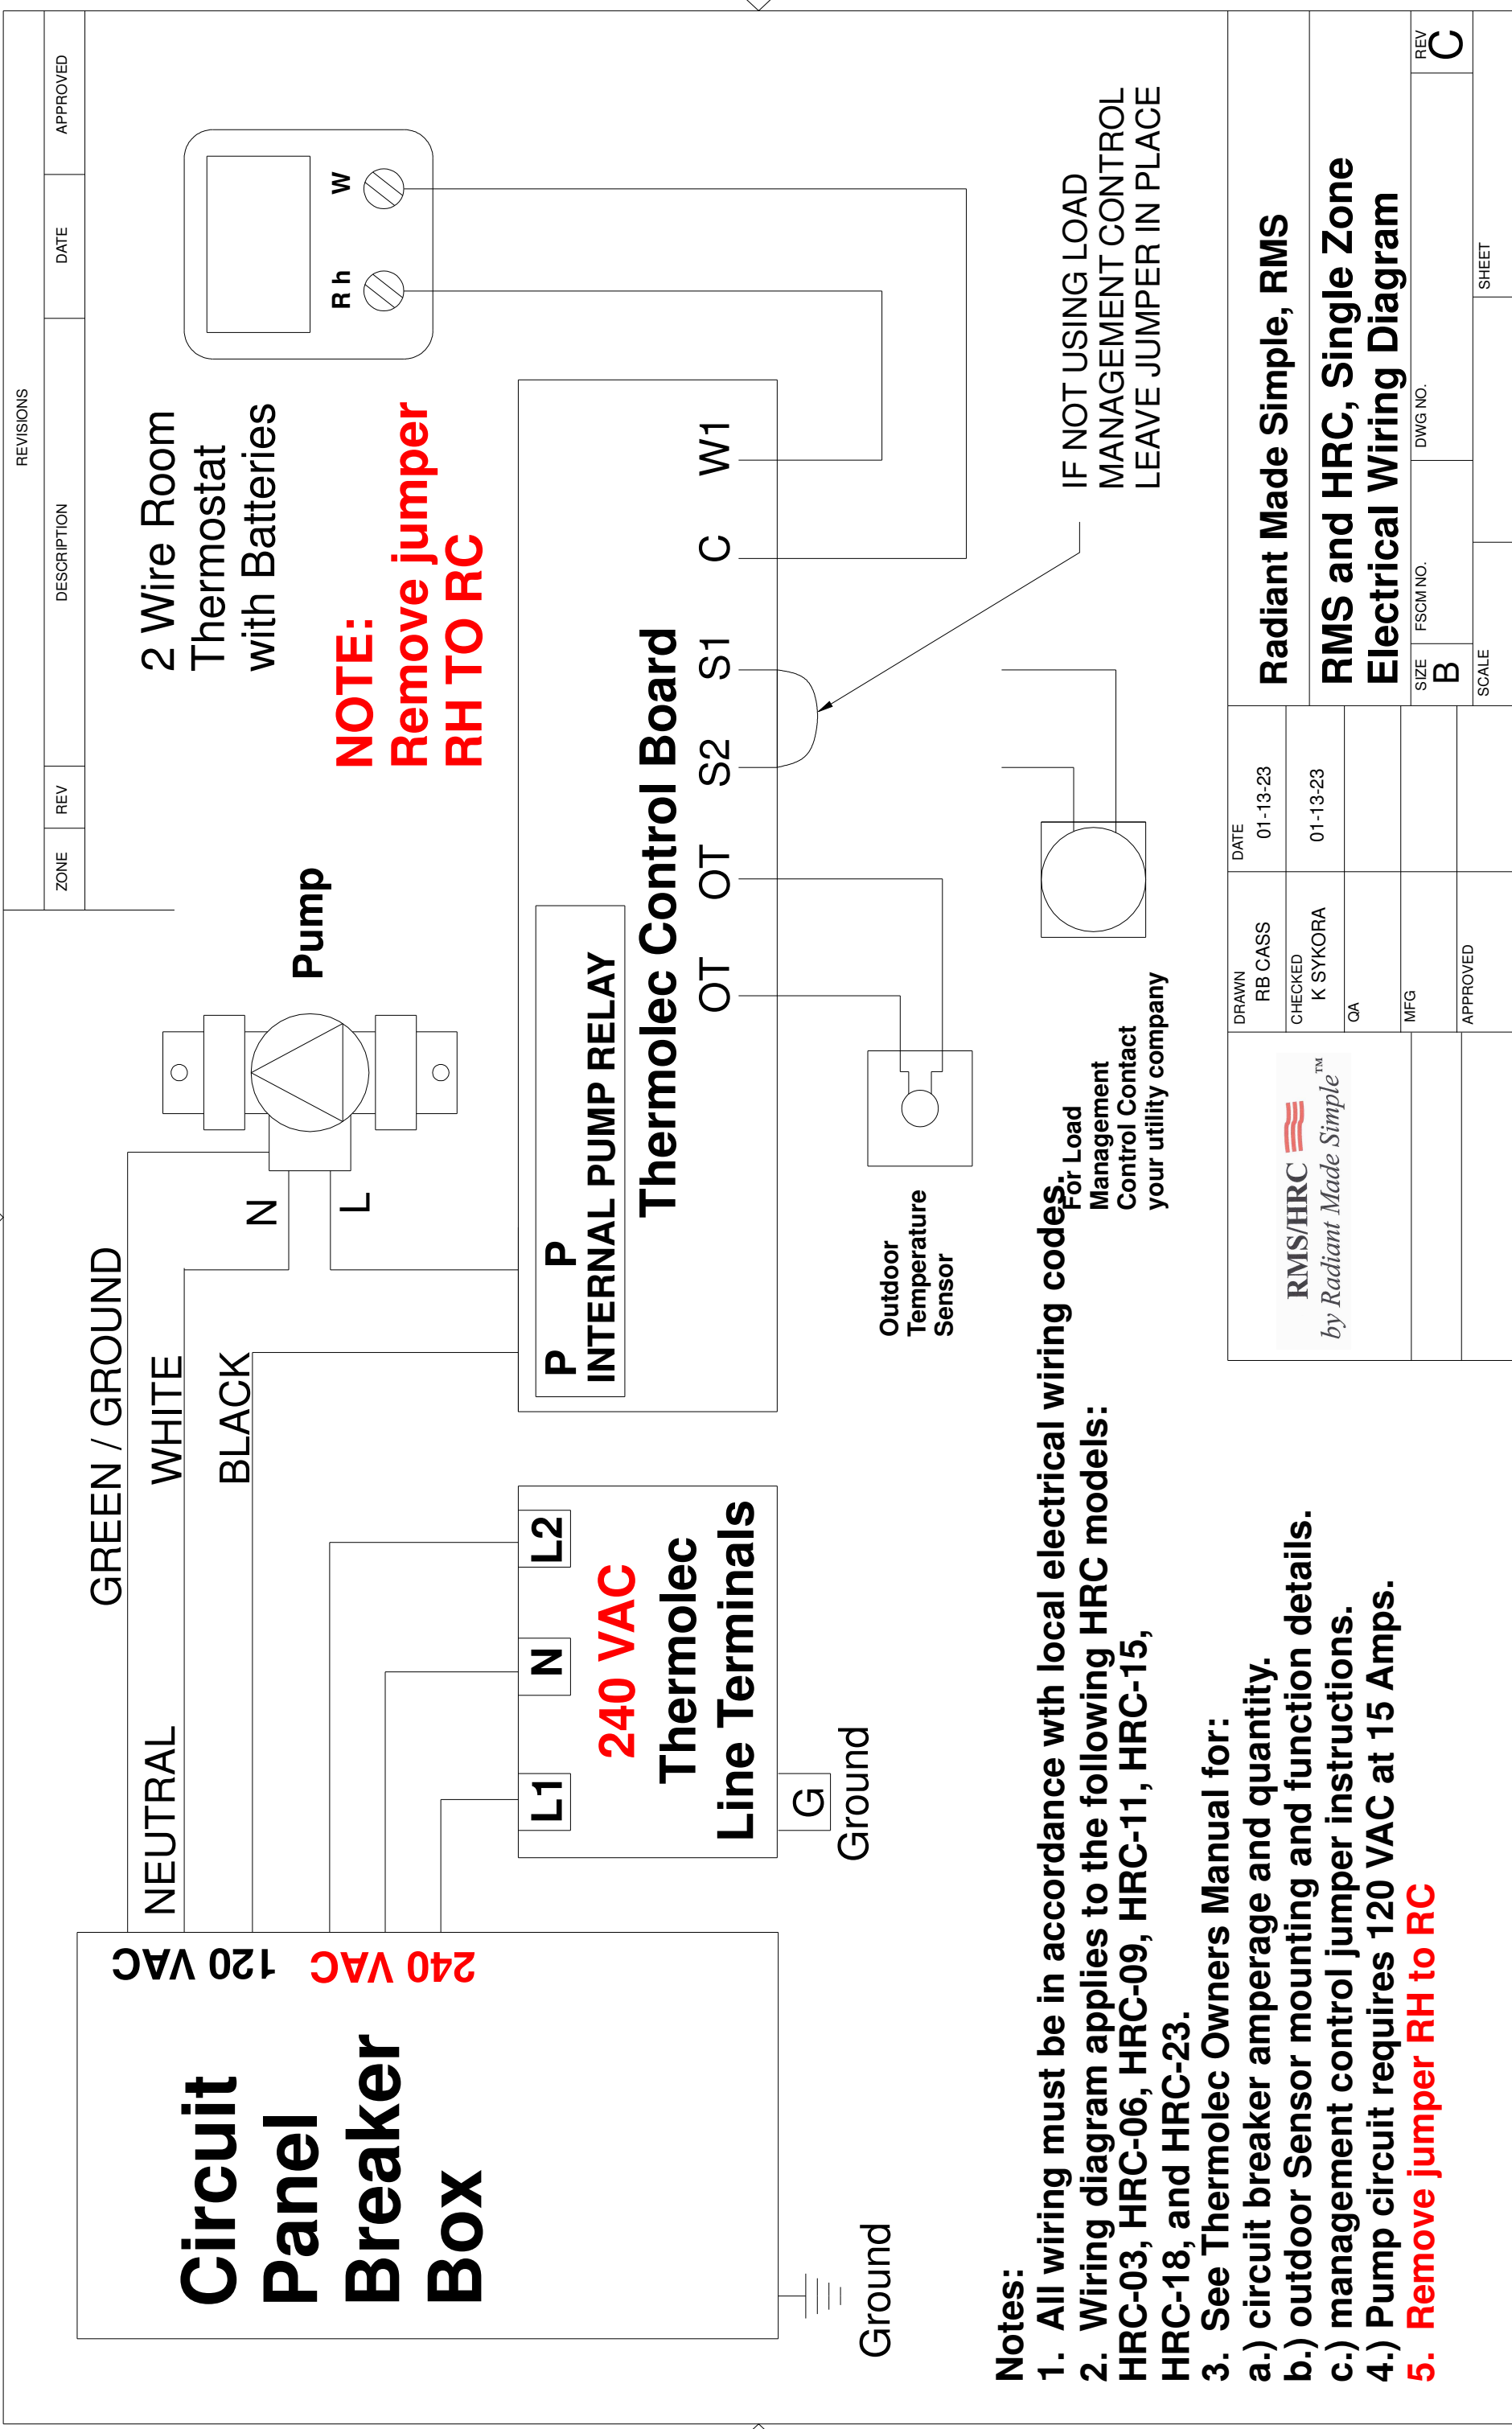 REVISIONS
ZONE REV DESCRIPTION DATE APPROVED
GREEN / GROUND
NEUTRAL
WHITE
BLACK
N
L
Pump
2 Wire Room
Thermostat
with Batteries
NOTE:
Remove jumper
RH TO RC
R h W
120 VAC
240 VAC
Circuit
Panel
Breaker
Box
Ground
L1 N L2
240 VAC
Thermolec
Line Terminals
G
Ground
P P
INTERNAL PUMP RELAY
Thermolec Control Board
OT OT S2 S1 C W1
Outdoor
Temperature
Sensor
For Load
Management
Control Contact
your utility company
IF NOT USING LOAD
MANAGEMENT CONTROL
LEAVE JUMPER IN PLACE
Notes:
1. All wiring must be in accordance wth local electrical wiring codes.
2. Wiring diagram applies to the following HRC models:
HRC-03, HRC-06, HRC-09, HRC-11, HRC-15,
HRC-18, and HRC-23.
3. See Thermolec Owners Manual for:
a.) circuit breaker amperage and quantity.
b.) outdoor Sensor mounting and function details.
c.) management control jumper instructions.
4.) Pump circuit requires 120 VAC at 15 Amps.
5. Remove jumper RH to RC
RMS/HRC
by Radiant Made Simple™
DRAWN DATE
RB CASS 01-13-23
CHECKED
K SYKORA 01-13-23
QA
MFG
APPROVED
Radiant Made Simple, RMS
RMS and HRC, Single Zone
Electrical Wiring Diagram
SIZE FSCM NO. DWG NO. REV
B C
SCALE SHEET